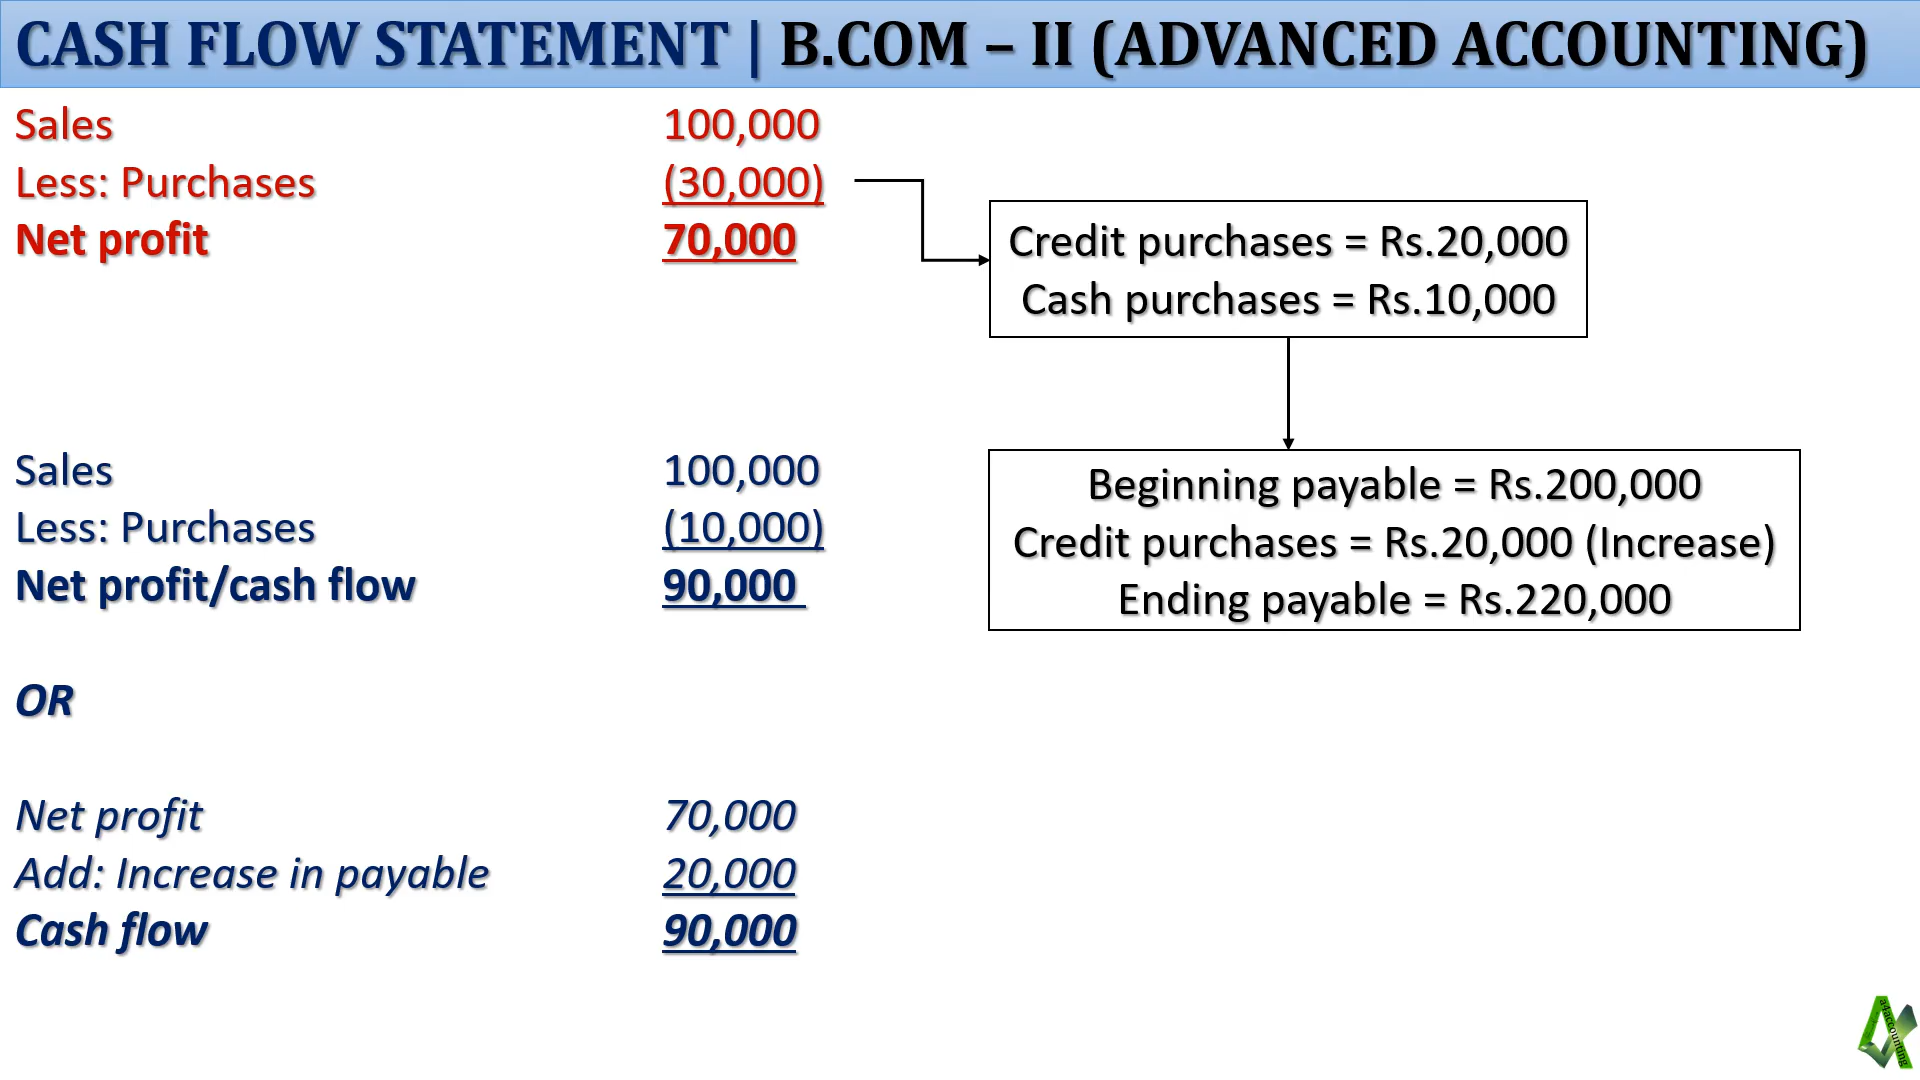 CASH FLOW STATEMENT | B.COM – II (ADVANCED ACCOUNTING)
Sales 100,000
Less: Purchases (30,000)
Net profit 70,000
Credit purchases = Rs.20,000
Cash purchases = Rs.10,000
Sales 100,000
Less: Purchases (10,000)
Net profit/cash flow 90,000
Beginning payable = Rs.200,000
Credit purchases = Rs.20,000 (Increase)
Ending payable = Rs.220,000
OR
Net profit 70,000
Add: Increase in payable 20,000
Cash flow 90,000
a4accounting